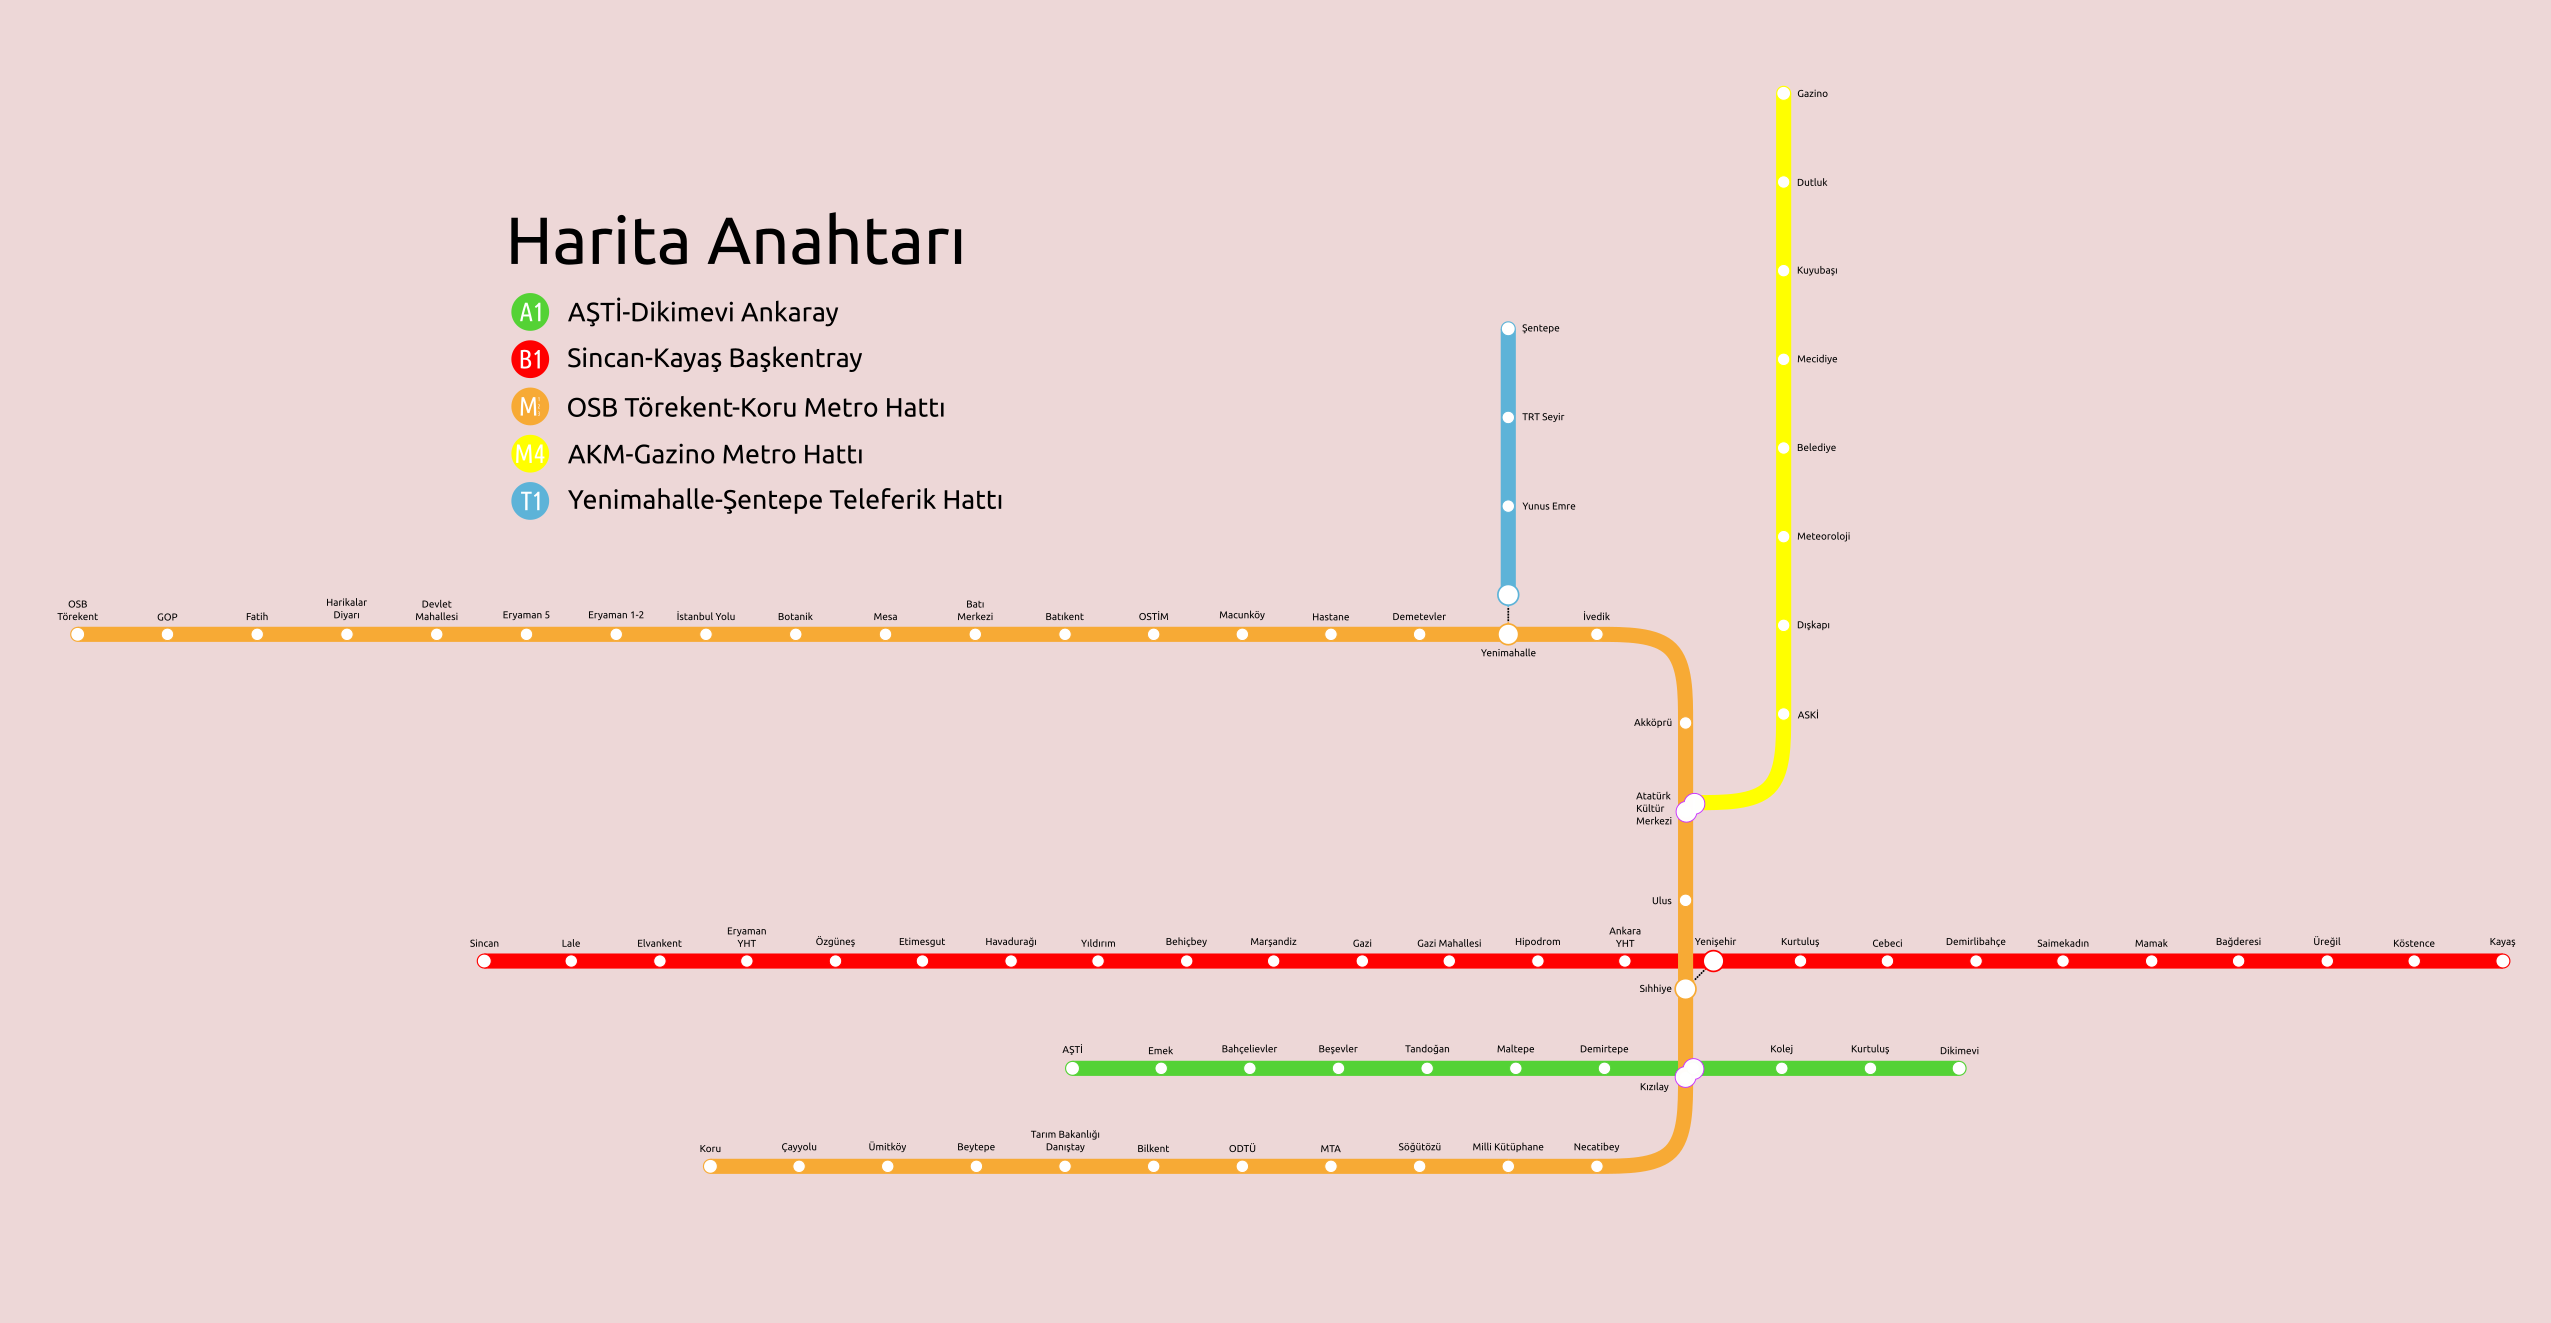 Harita Anahtarı
A1 AŞTİ-Dikimevi Ankaray
B1 Sincan-Kayaş Başkentray
M OSB Törekent-Koru Metro Hattı
M4 AKM-Gazino Metro Hattı
T1 Yenimahalle-Şentepe Teleferik Hattı
Gazino
Dutluk
Kuyubaşı
Mecidiye
Belediye
Meteoroloji
Dışkapı
ASKİ
Şentepe
TRT Seyir
Yunus Emre
OSB
Törekent
GOP
Fatih
Harikalar
Diyarı
Devlet
Mahallesi
Eryaman 5
Eryaman 1-2
İstanbul Yolu
Botanik
Mesa
Batı
Merkezi
Batıkent
OSTİM
Macunköy
Hastane
Demetevler
Yenimahalle
İvedik
Akköprü
Atatürk
Kültür
Merkezi
Ulus
Sincan
Lale
Elvankent
Eryaman
YHT
Özgüneş
Etimesgut
Havadurağı
Yıldırım
Behiçbey
Marşandiz
Gazi
Gazi Mahallesi
Hipodrom
Ankara
YHT
Yenişehir
Kurtuluş
Cebeci
Demirlibahçe
Saimekadın
Mamak
Bağderesi
Üreğil
Köstence
Kayaş
Sıhhiye
AŞTİ
Emek
Bahçelievler
Beşevler
Tandoğan
Maltepe
Demirtepe
Kızılay
Kolej
Kurtuluş
Dikimevi
Koru
Çayyolu
Ümitköy
Beytepe
Tarım Bakanlığı
Danıştay
Bilkent
ODTÜ
MTA
Söğütözü
Milli Kütüphane
Necatibey